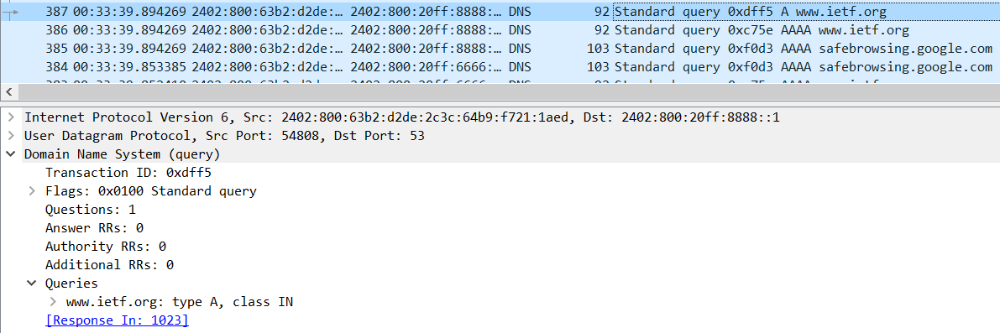 387 00:33:39.894269 2402:800:63b2:d2de:… 2402:800:20ff:8888:… DNS 92 Standard query 0xdff5 A www.ietf.org
386 00:33:39.894269 2402:800:63b2:d2de:… 2402:800:20ff:8888:… DNS 92 Standard query 0xc75e AAAA www.ietf.org
385 00:33:39.894269 2402:800:63b2:d2de:… 2402:800:20ff:8888:… DNS 103 Standard query 0xf0d3 AAAA safebrowsing.google.com
384 00:33:39.853385 2402:800:63b2:d2de:… 2402:800:20ff:6666:… DNS 103 Standard query 0xf0d3 AAAA safebrowsing.google.com
Internet Protocol Version 6, Src: 2402:800:63b2:d2de:2c3c:64b9:f721:1aed, Dst: 2402:800:20ff:8888::1
User Datagram Protocol, Src Port: 54808, Dst Port: 53
Domain Name System (query)
Transaction ID: 0xdff5
Flags: 0x0100 Standard query
Questions: 1
Answer RRs: 0
Authority RRs: 0
Additional RRs: 0
Queries
www.ietf.org: type A, class IN
[Response In: 1023]